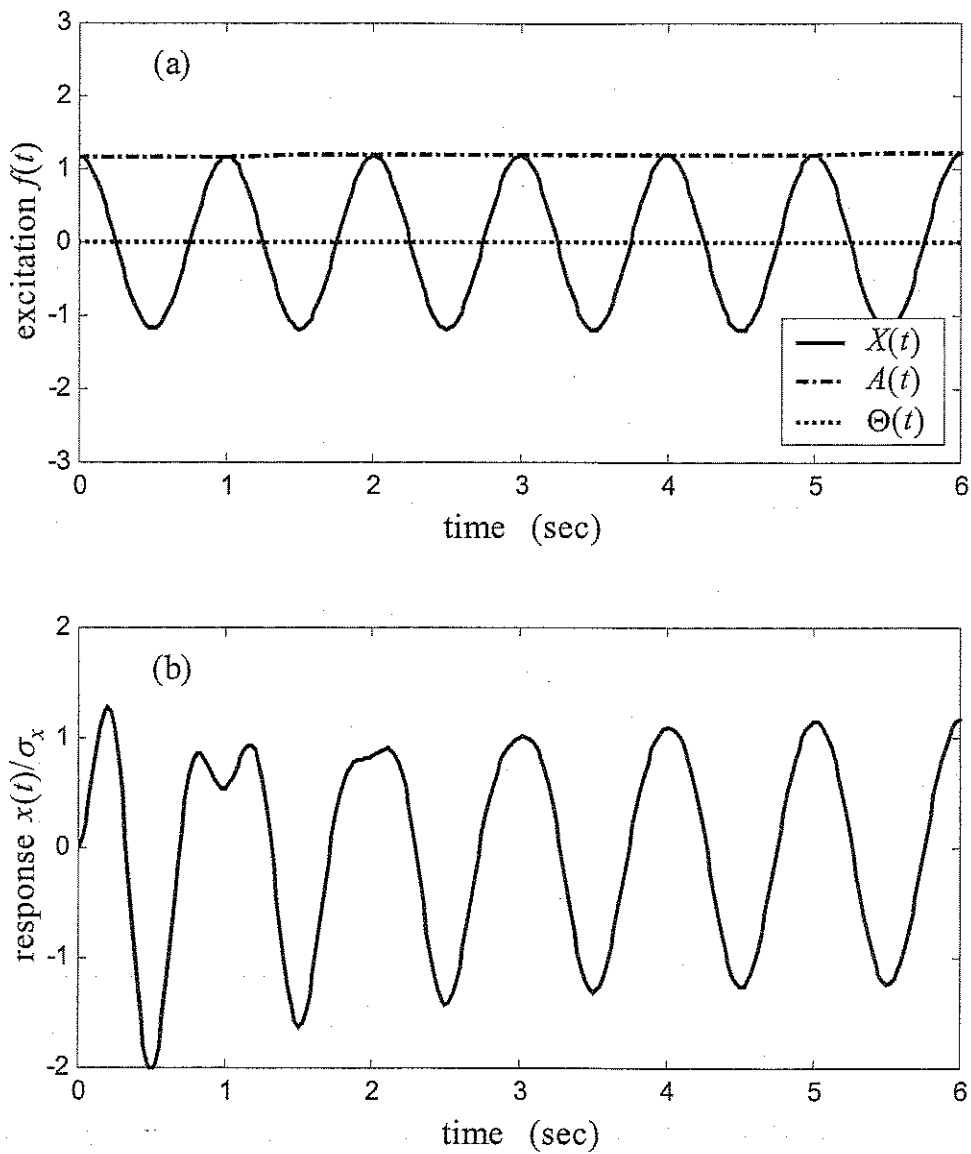 3
2
1
0
-1
-2
-3
(a)
excitation f(t)
X(t)
A(t)
Θ(t)
0 1 2 3 4 5 6
time (sec)
2
1
0
-1
-2
(b)
response x(t)/σx
0 1 2 3 4 5 6
time (sec)